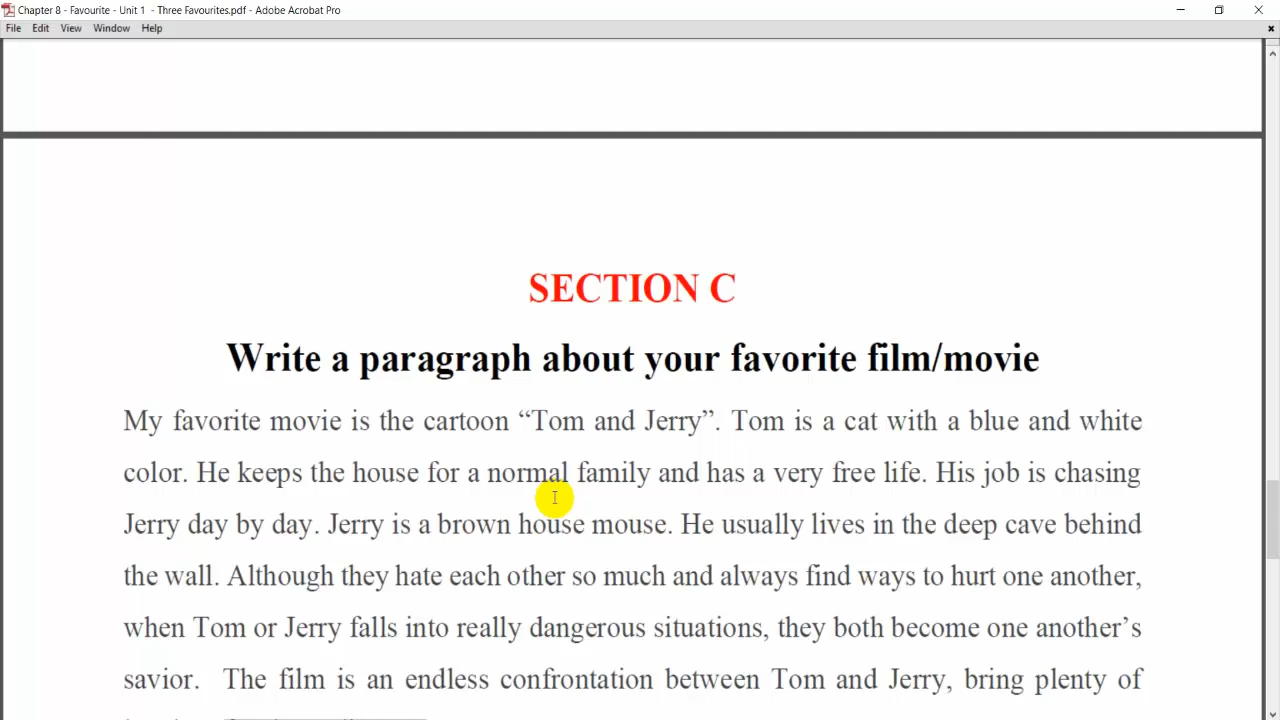 Chapter 8 - Favourite - Unit 1 - Three Favourites.pdf - Adobe Acrobat Pro
File Edit View Window Help
SECTION C
Write a paragraph about your favorite film/movie
My favorite movie is the cartoon “Tom and Jerry”. Tom is a cat with a blue and white
color. He keeps the house for a normal family and has a very free life. His job is chasing
Jerry day by day. Jerry is a brown house mouse. He usually lives in the deep cave behind
the wall. Although they hate each other so much and always find ways to hurt one another,
when Tom or Jerry falls into really dangerous situations, they both become one another’s
savior. The film is an endless confrontation between Tom and Jerry, bring plenty of